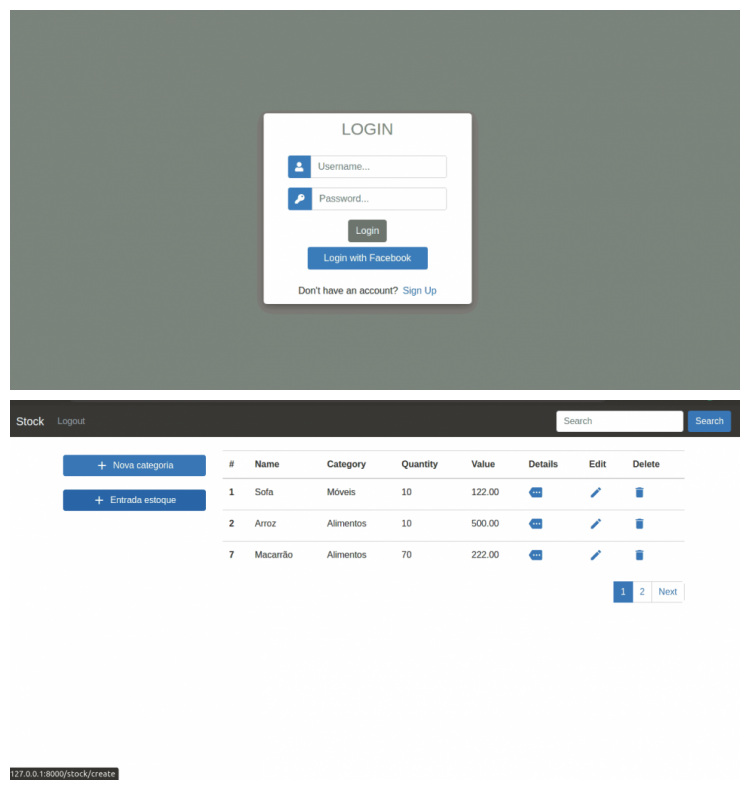 LOGIN
Username...
Password...
Login
Login with Facebook
Don't have an account? Sign Up
Stock Logout Search Search
+ Nova categoria
+ Entrada estoque
# Name Category Quantity Value Details Edit Delete
1 Sofa Móveis 10 122.00
2 Arroz Alimentos 10 500.00
7 Macarrão Alimentos 70 222.00
1 2 Next
127.0.0.1:8000/stock/create